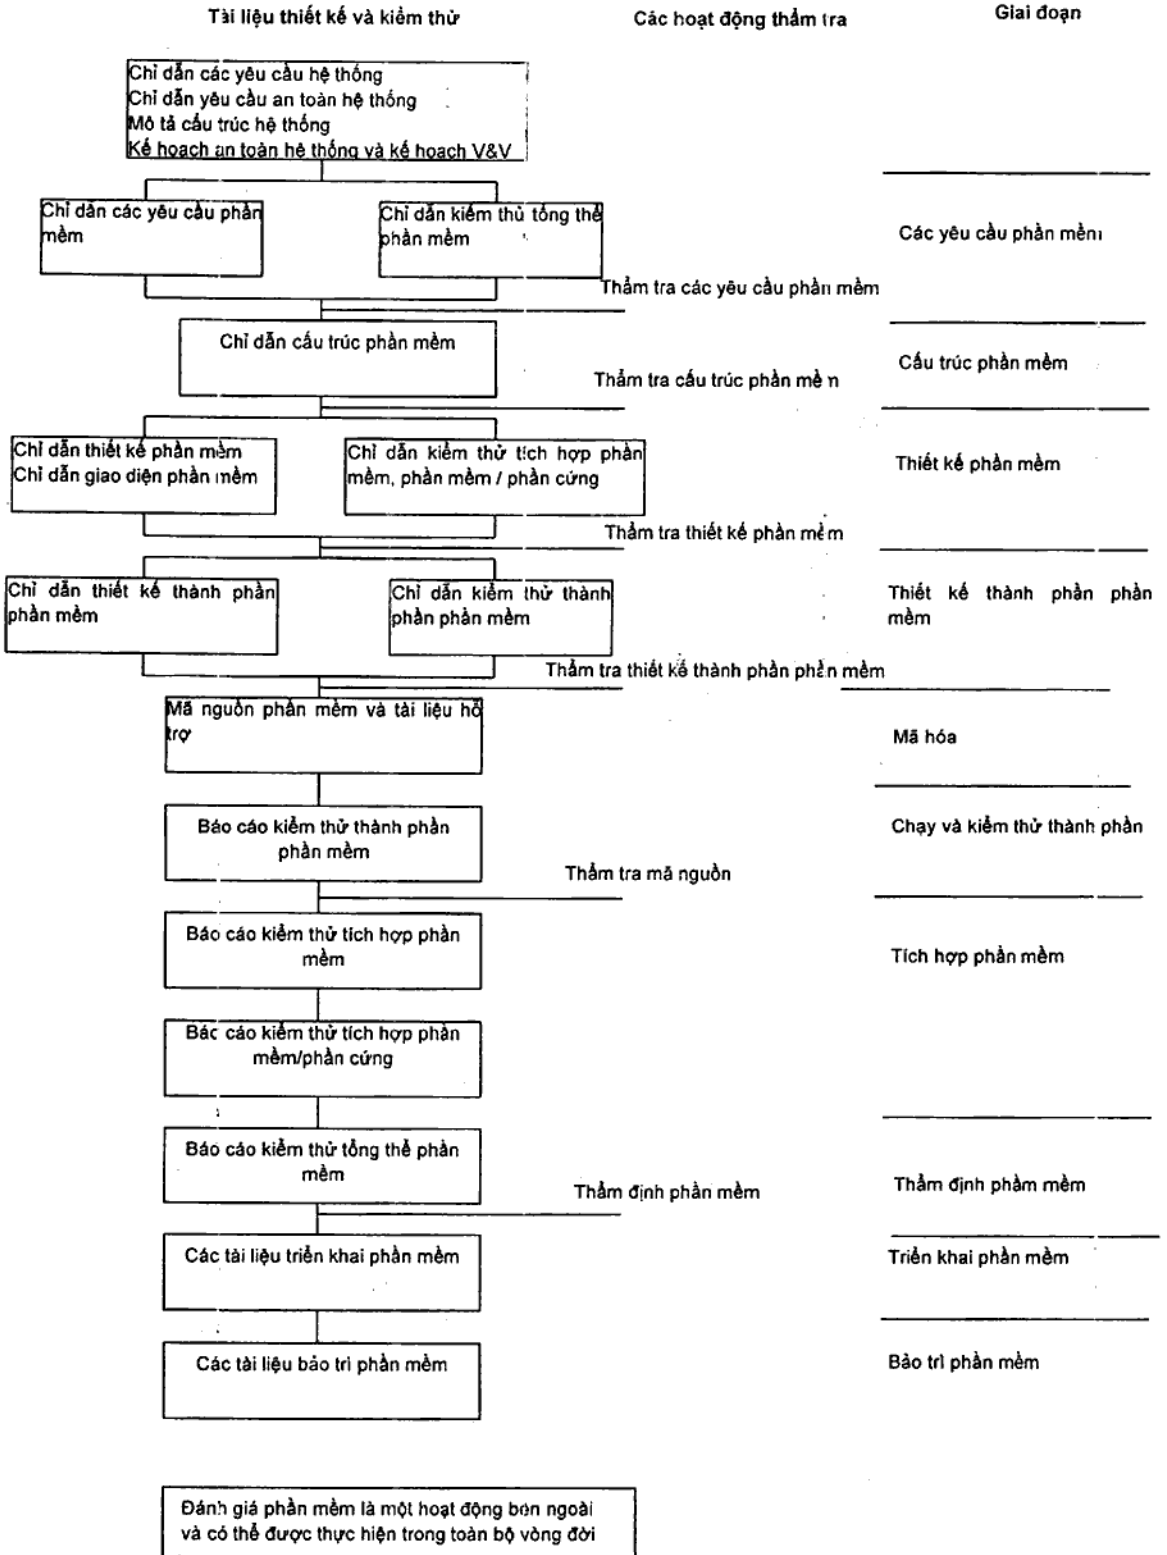 Tài liệu thiết kế và kiểm thử
Các hoạt động thẩm tra
Giai đoạn
Chỉ dẫn các yêu cầu hệ thống
Chỉ dẫn yêu cầu an toàn hệ thống
Mô tả cấu trúc hệ thống
Kế hoạch an toàn hệ thống và kế hoạch V&V
Chỉ dẫn các yêu cầu phần
mềm
Chỉ dẫn kiểm thử tổng thể
phần mềm
Các yêu cầu phần mềm
Thẩm tra các yêu cầu phần mềm
Chỉ dẫn cấu trúc phần mềm
Cấu trúc phần mềm
Thẩm tra cấu trúc phần mềm
Chỉ dẫn thiết kế phần mềm
Chỉ dẫn giao diện phần mềm
Chỉ dẫn kiểm thử tích hợp phần
mềm, phần mềm / phần cứng
Thiết kế phần mềm
Thẩm tra thiết kế phần mềm
Chỉ dẫn thiết kế thành phần
phần mềm
Chỉ dẫn kiểm thử thành
phần phần mềm
Thiết kế thành phần phần
mềm
Thẩm tra thiết kế thành phần phần mềm
Mã nguồn phần mềm và tài liệu hỗ
trợ
Mã hóa
Báo cáo kiểm thử thành phần
phần mềm
Chạy và kiểm thử thành phần
Thẩm tra mã nguồn
Báo cáo kiểm thử tích hợp phần
mềm
Tích hợp phần mềm
Báo cáo kiểm thử tích hợp phần
mềm/phần cứng
Báo cáo kiểm thử tổng thể phần
mềm
Thẩm định phần mềm
Thẩm định phầm mềm
Các tài liệu triển khai phần mềm
Triển khai phần mềm
Các tài liệu bảo trì phần mềm
Bảo trì phần mềm
Đánh giá phần mềm là một hoạt động bên ngoài
và có thể được thực hiện trong toàn bộ vòng đời